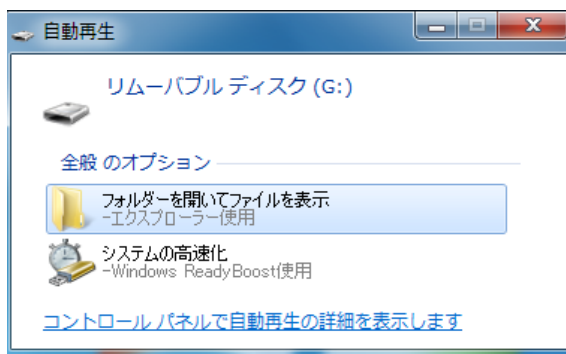 自動再生
リムーバブル ディスク (G:)
全般 のオプション
フォルダーを開いてファイルを表示
-エクスプローラー使用
システムの高速化
-Windows ReadyBoost使用
コントロール パネルで自動再生の詳細を表示します